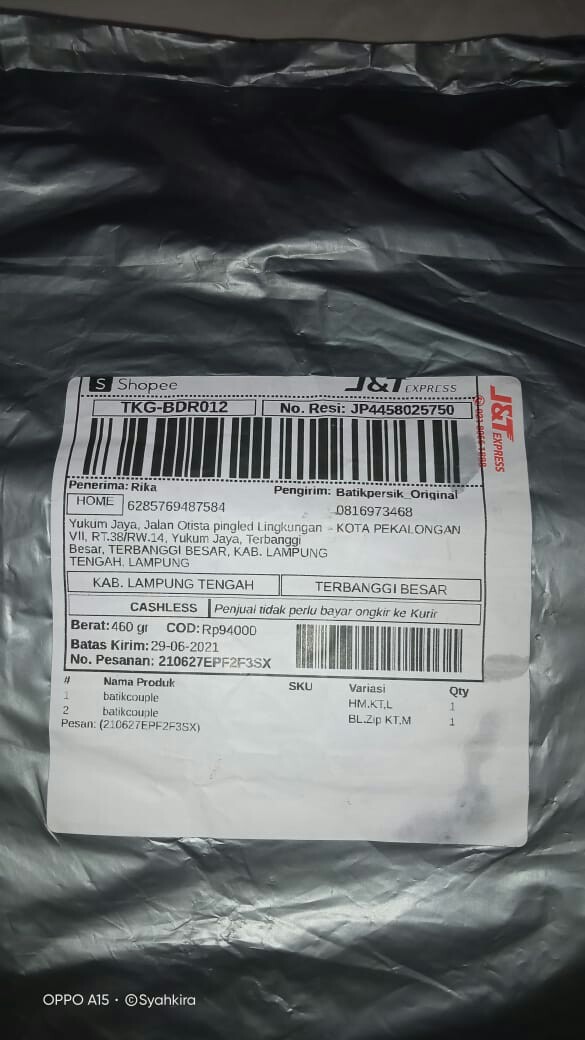 S Shopee
J&T EXPRESS
J&T EXPRESS
TKG-BDR012
No. Resi: JP4458025750
Penerima: Rika
Pengirim: Batikpersik_Original
HOME 6285769487584
0816973468
Yukum Jaya, Jalan Otista pingled Lingkungan
- KOTA PEKALONGAN
VII, RT.38/RW.14, Yukum Jaya, Terbanggi
Besar, TERBANGGI BESAR, KAB. LAMPUNG
TENGAH, LAMPUNG
KAB. LAMPUNG TENGAH
TERBANGGI BESAR
CASHLESS
Penjual tidak perlu bayar ongkir ke Kurir
Berat: 460 gr COD: Rp94000
Batas Kirim: 29-06-2021
No. Pesanan: 210627EPF2F3SX
# Nama Produk SKU Variasi Qty
1 batikcouple HM.KT,L 1
2 batikcouple BL.Zip KT,M 1
Pesan: (210627EPF2F3SX)
OPPO A15 · ©Syahkira